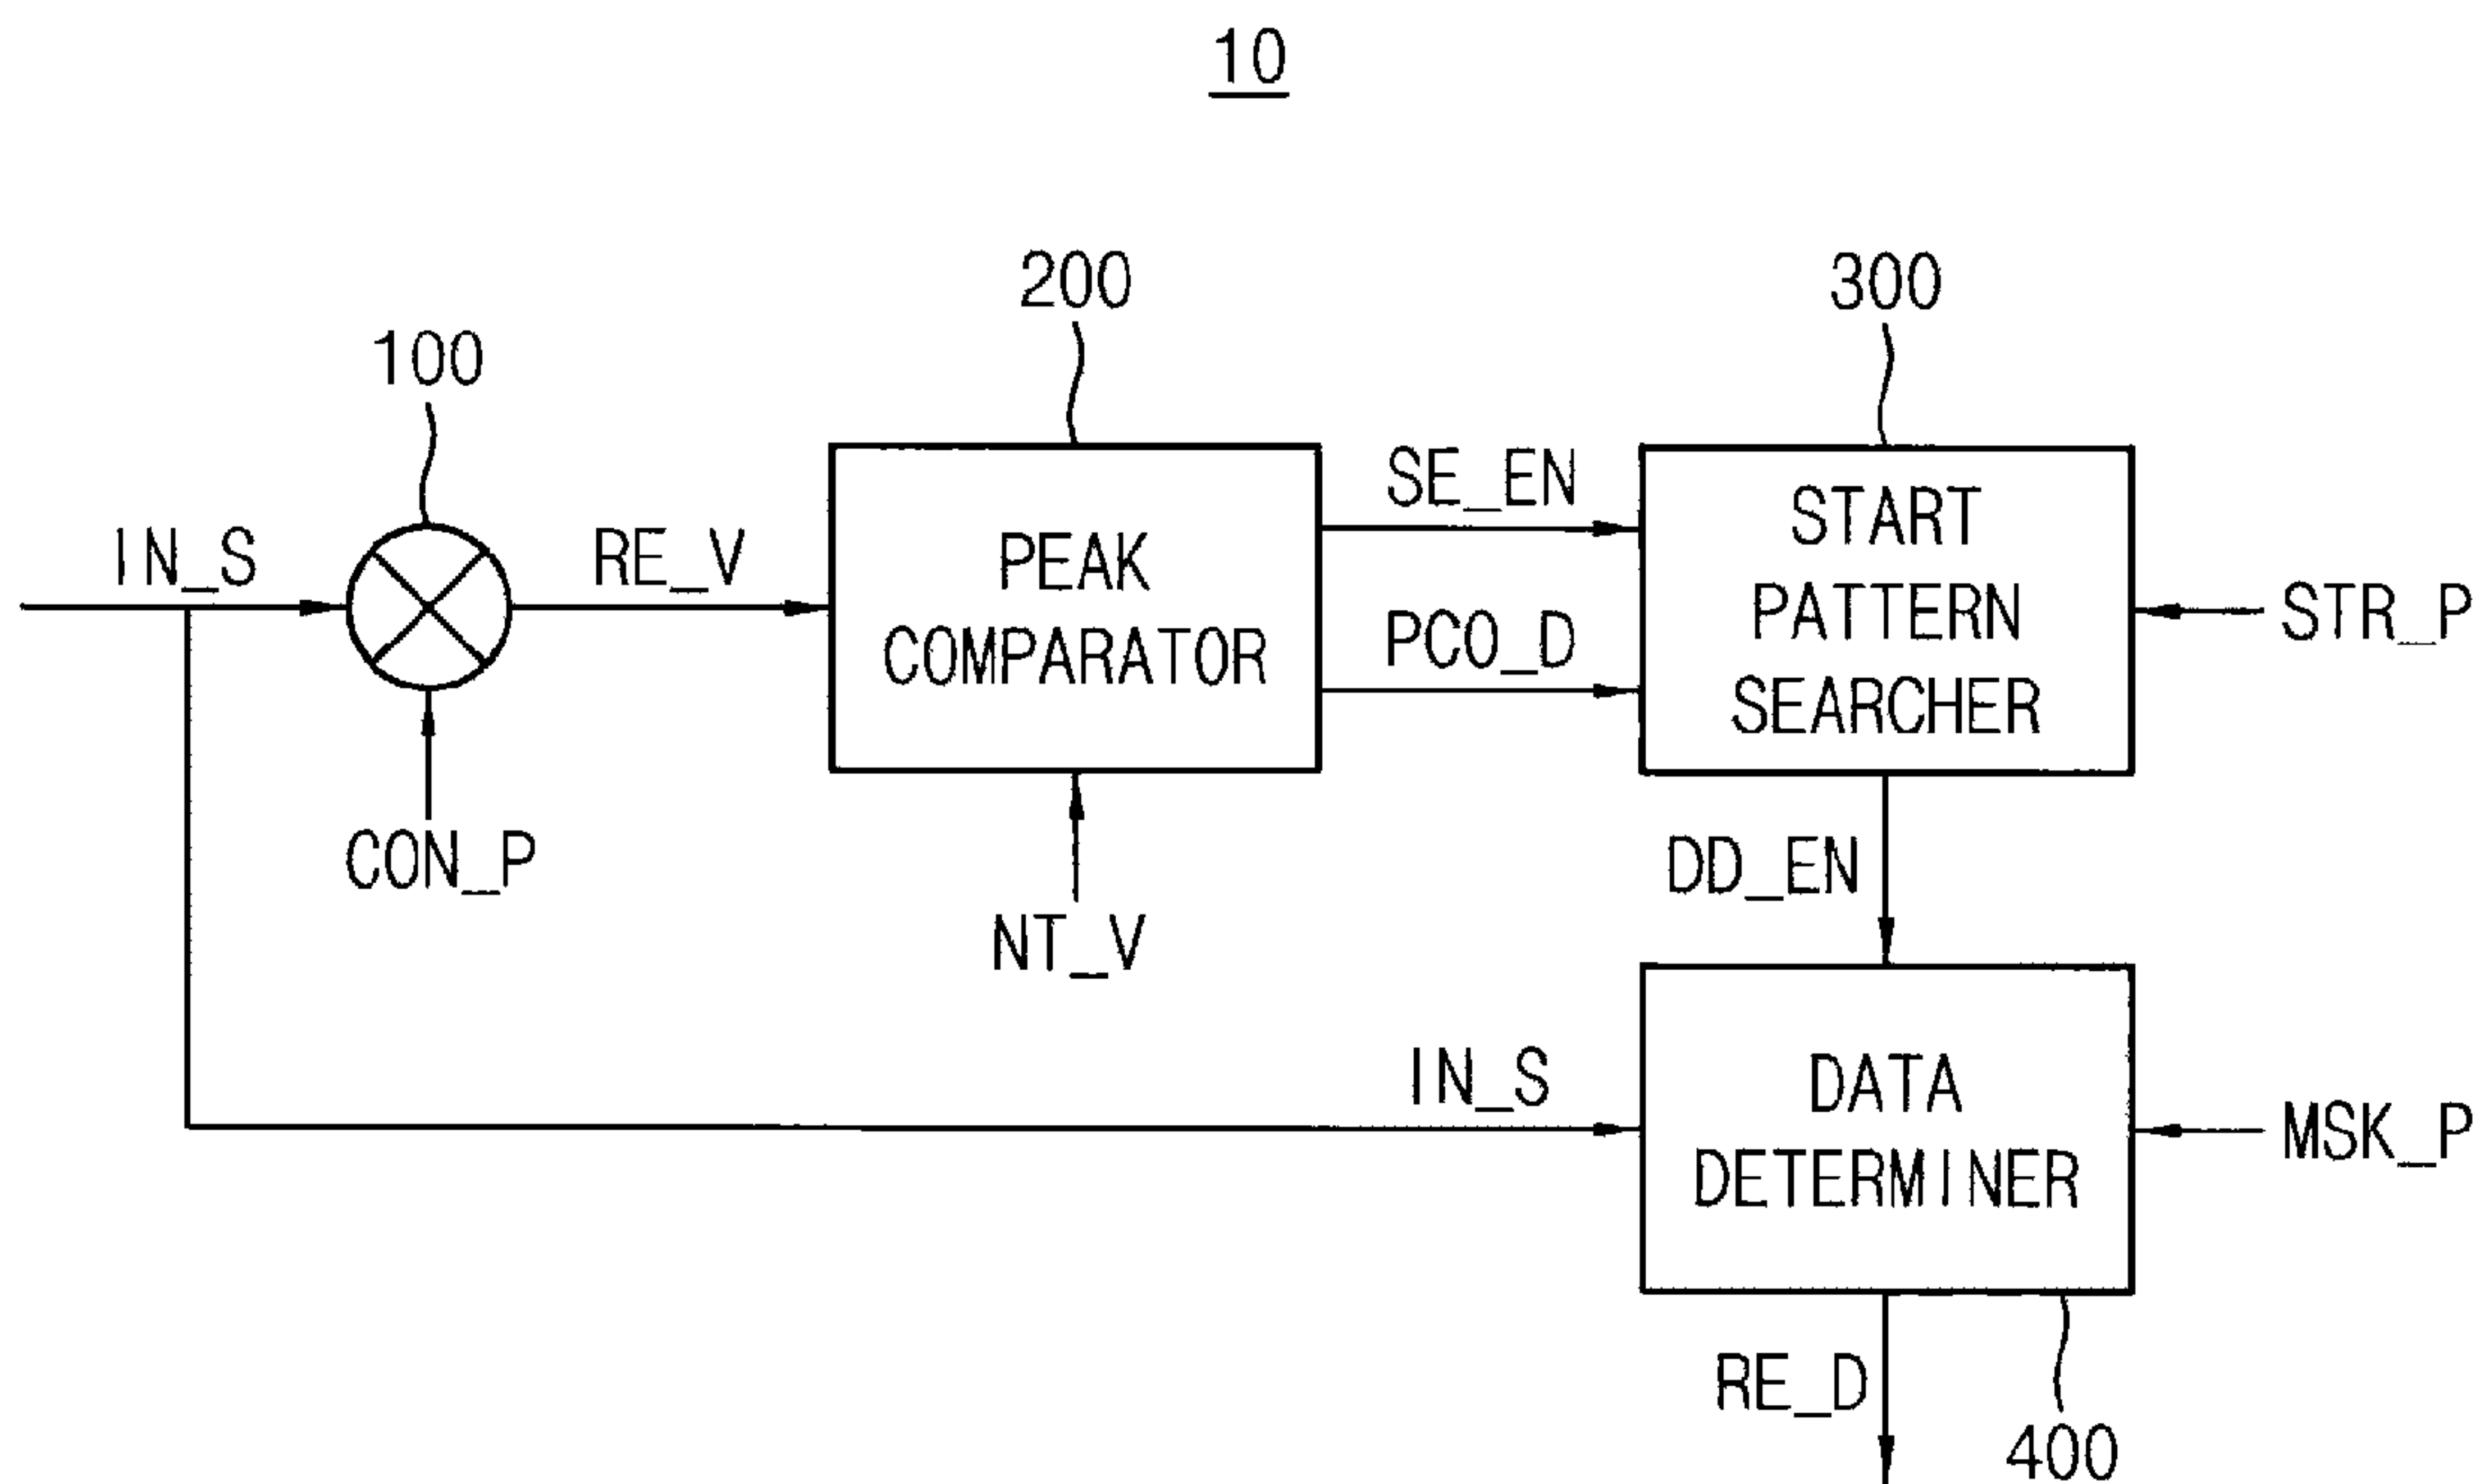 10
200
300
100
SE_EN
START
PATTERN
SEARCHER
IN_S
RE_V
PEAK
COMPARATOR
PCO_D
STR_P
CON_P
NT_V
DD_EN
IN_S
DATA
DETERMINER
MSK_P
RE_D
400